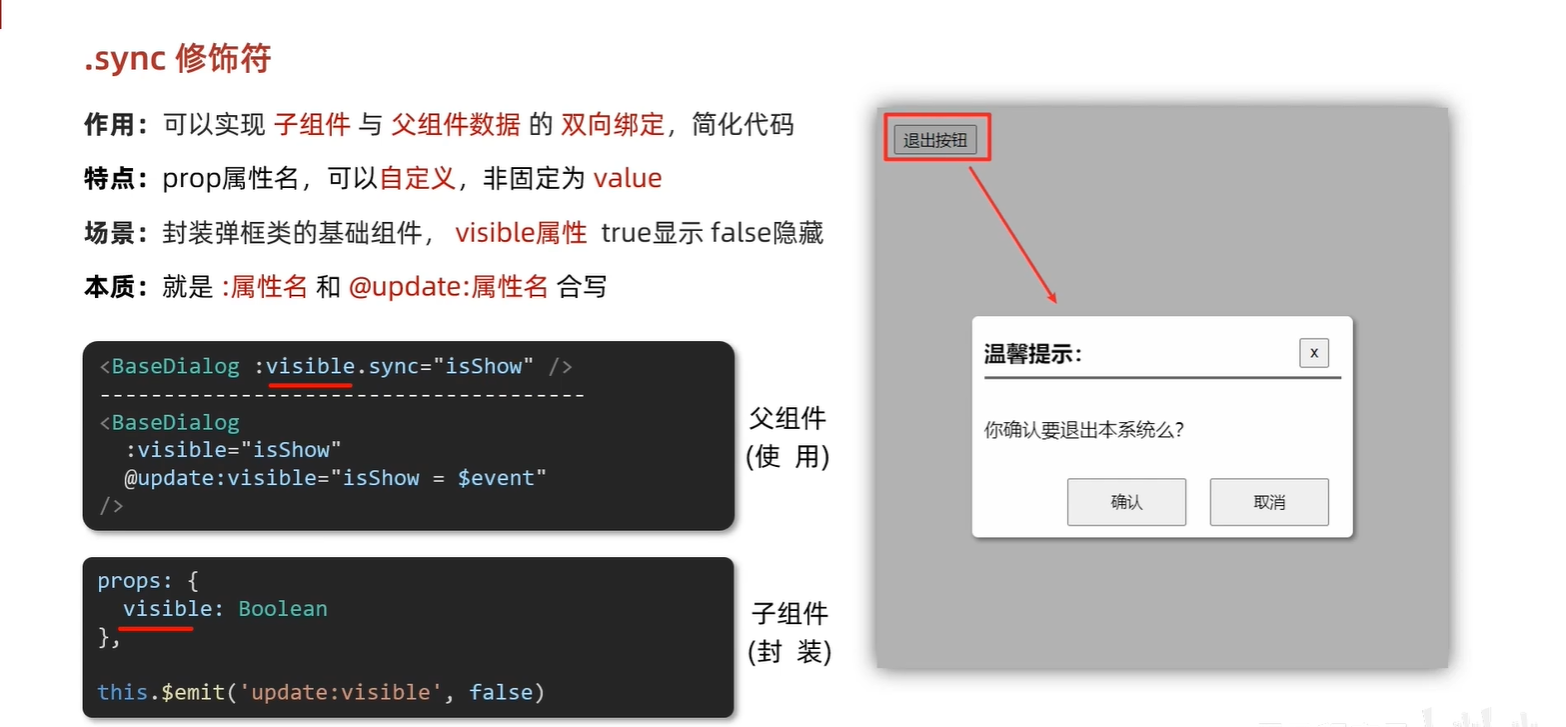 .sync 修饰符
作用：可以实现 子组件 与 父组件数据 的 双向绑定，简化代码
特点：prop属性名，可以自定义，非固定为 value
场景：封装弹框类的基础组件， visible属性 true显示 false隐藏
本质：就是 :属性名 和 @update:属性名 合写
<BaseDialog :visible.sync="isShow" />
--------------------------------------
<BaseDialog
:visible="isShow"
@update:visible="isShow = $event"
/>
父组件
(使 用)
props: {
visible: Boolean
},
this.$emit('update:visible', false)
子组件
(封 装)
退出按钮
温馨提示：
x
你确认要退出本系统么？
确认
取消